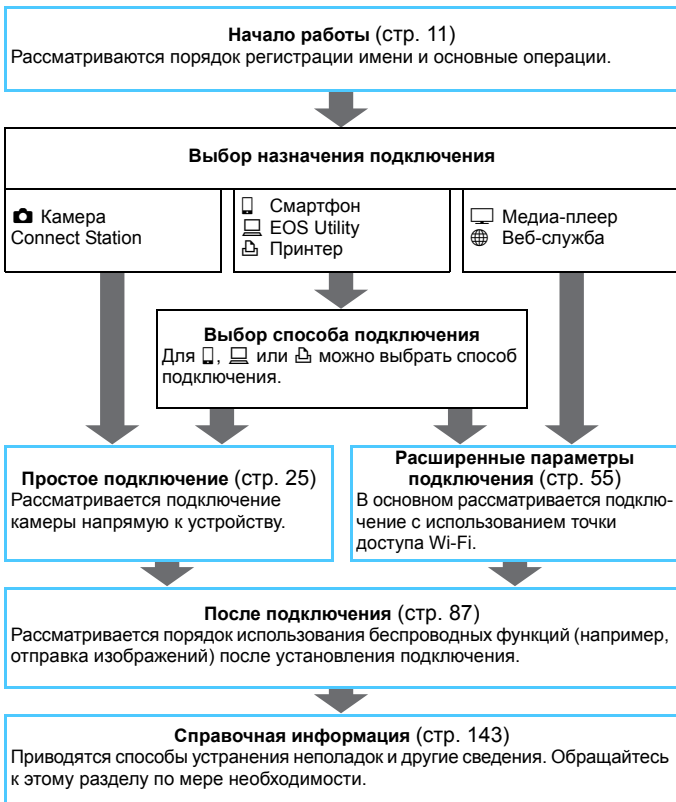 Начало работы (стр. 11)
Рассматриваются порядок регистрации имени и основные операции.
Выбор назначения подключения
Камера
Connect Station
Смартфон
EOS Utility
Принтер
Медиа-плеер
Веб-служба
Выбор способа подключения
Для , или можно выбрать способ
подключения.
Простое подключение (стр. 25)
Рассматривается подключение
камеры напрямую к устройству.
Расширенные параметры
подключения (стр. 55)
В основном рассматривается подклю-
чение с использованием точки
доступа Wi-Fi.
После подключения (стр. 87)
Рассматривается порядок использования беспроводных функций (например,
отправка изображений) после установления подключения.
Справочная информация (стр. 143)
Приводятся способы устранения неполадок и другие сведения. Обращайтесь
к этому разделу по мере необходимости.